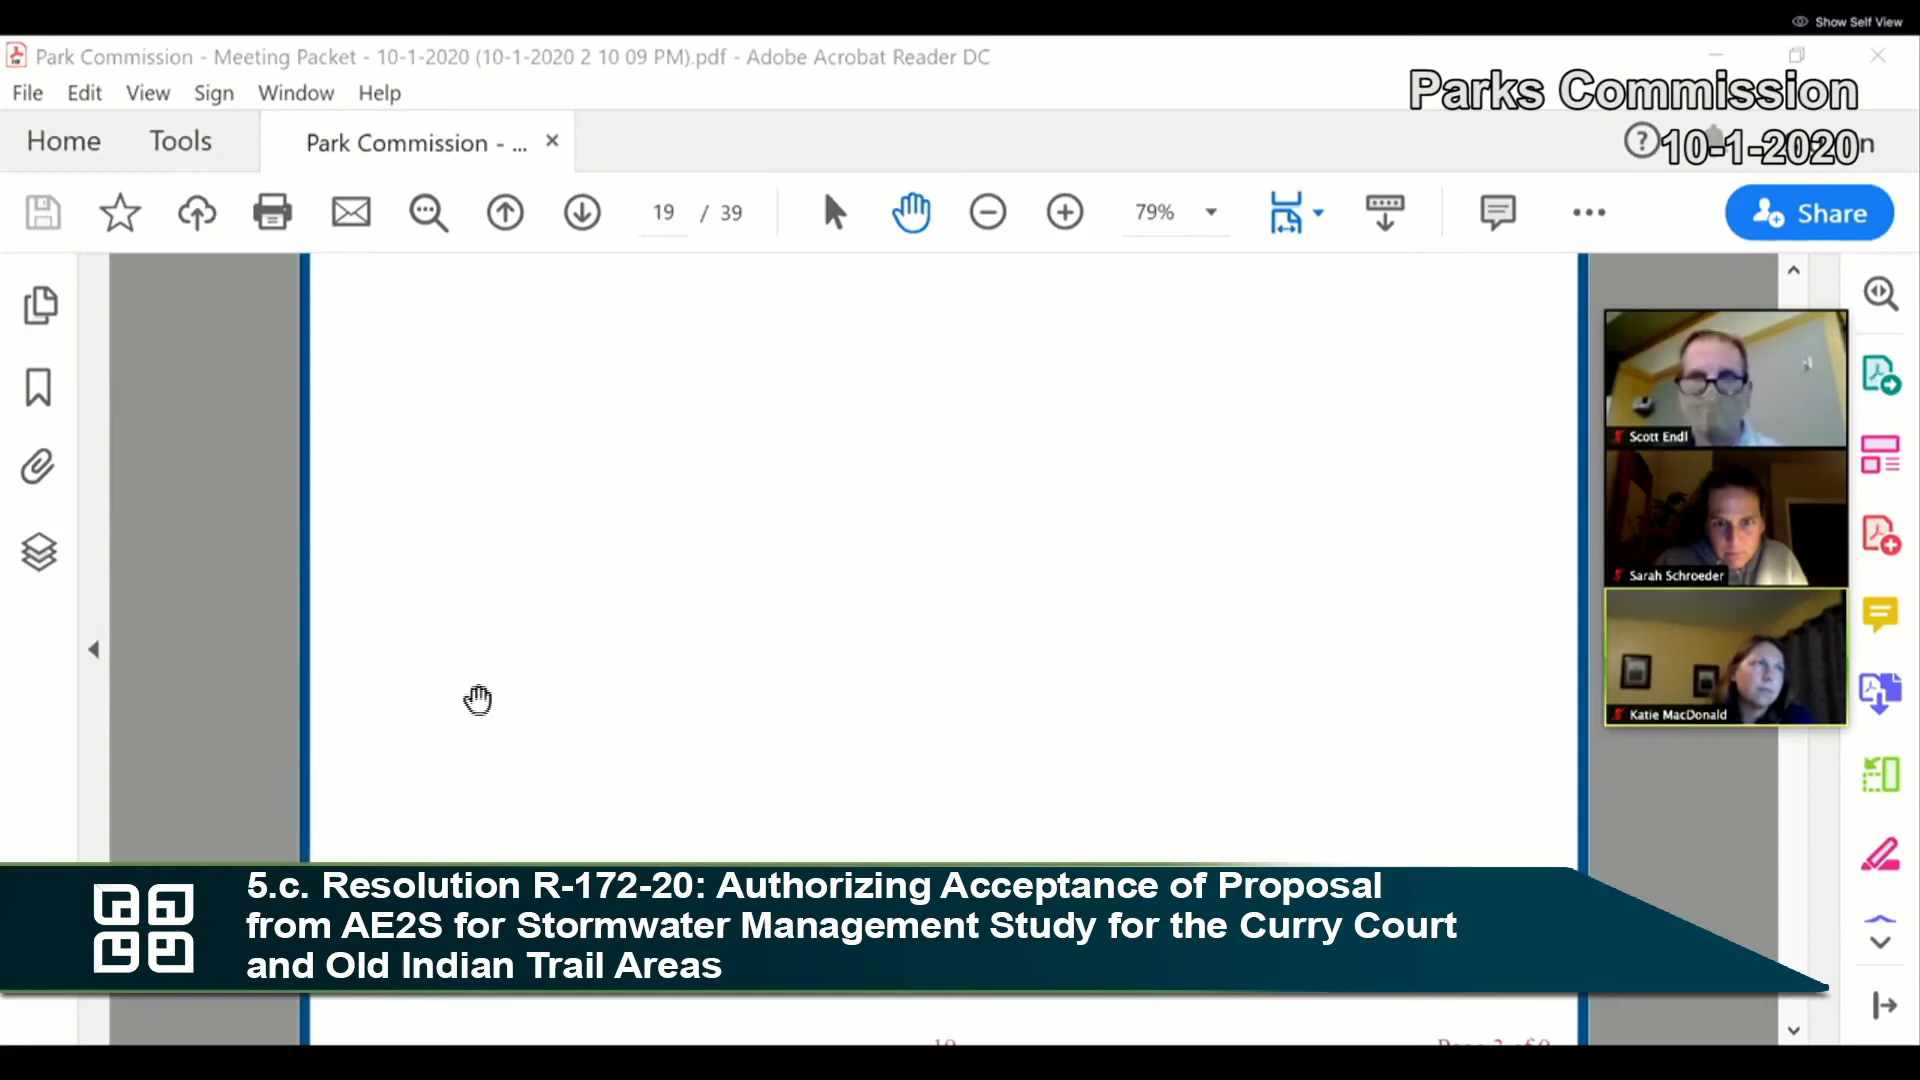 Show Self View
Park Commission - Meeting Packet - 10-1-2020 (10-1-2020 2 10 09 PM).pdf - Adobe Acrobat Reader DC
File Edit View Sign Window Help
Parks Commission
10-1-2020
Home Tools Park Commission - ...
19 / 39 79% Share
Scott Endl
Sarah Schroeder
Katie MacDonald
5.c. Resolution R-172-20: Authorizing Acceptance of Proposal
from AE2S for Stormwater Management Study for the Curry Court
and Old Indian Trail Areas